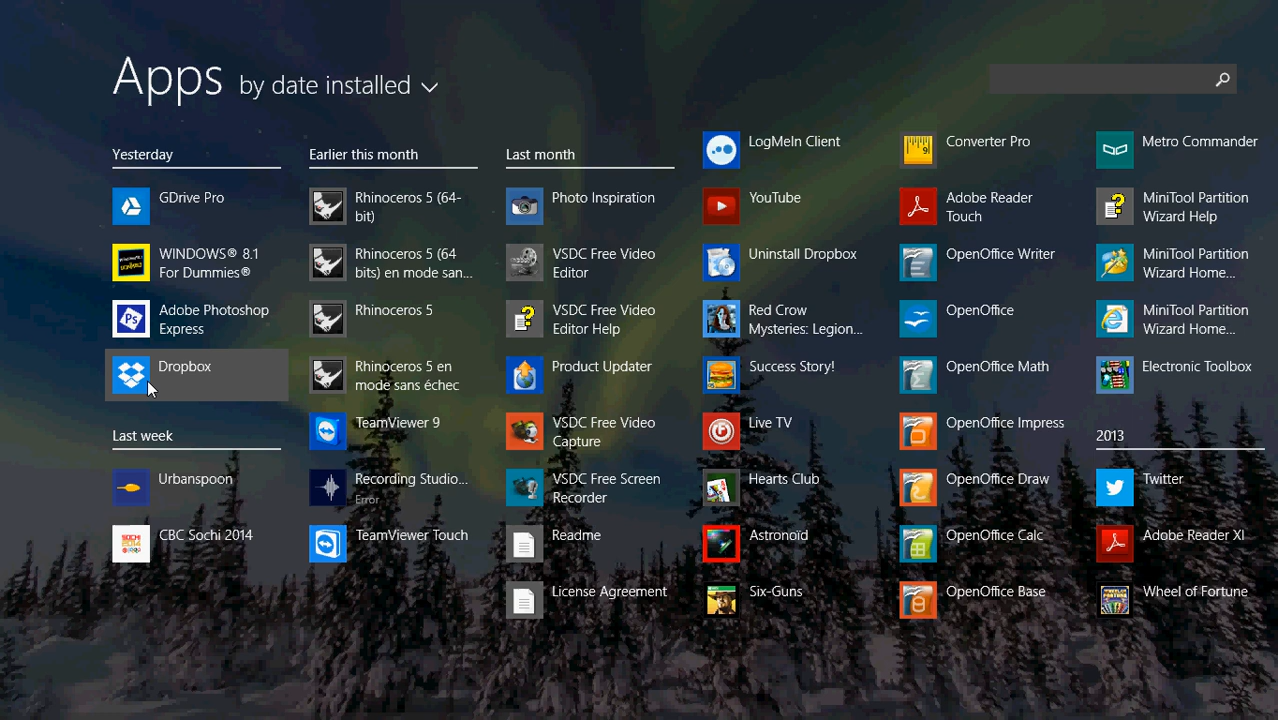 Apps by date installed
Yesterday
GDrive Pro
WINDOWS® 8.1
For Dummies®
Adobe Photoshop
Express
Dropbox
Last week
Urbanspoon
CBC Sochi 2014
Earlier this month
Rhinoceros 5 (64-
bit)
Rhinoceros 5 (64
bits) en mode san...
Rhinoceros 5
Rhinoceros 5 en
mode sans échec
TeamViewer 9
Recording Studio...
Error
TeamViewer Touch
Last month
Photo Inspiration
VSDC Free Video
Editor
VSDC Free Video
Editor Help
Product Updater
VSDC Free Video
Capture
VSDC Free Screen
Recorder
Readme
License Agreement
LogMeIn Client
YouTube
Uninstall Dropbox
Red Crow
Mysteries: Legion...
Success Story!
Live TV
Hearts Club
Astronoïd
Six-Guns
Converter Pro
Adobe Reader
Touch
OpenOffice Writer
OpenOffice
OpenOffice Math
OpenOffice Impress
OpenOffice Draw
OpenOffice Calc
OpenOffice Base
Metro Commander
MiniTool Partition
Wizard Help
MiniTool Partition
Wizard Home...
MiniTool Partition
Wizard Home...
Electronic Toolbox
2013
Twitter
Adobe Reader XI
Wheel of Fortune